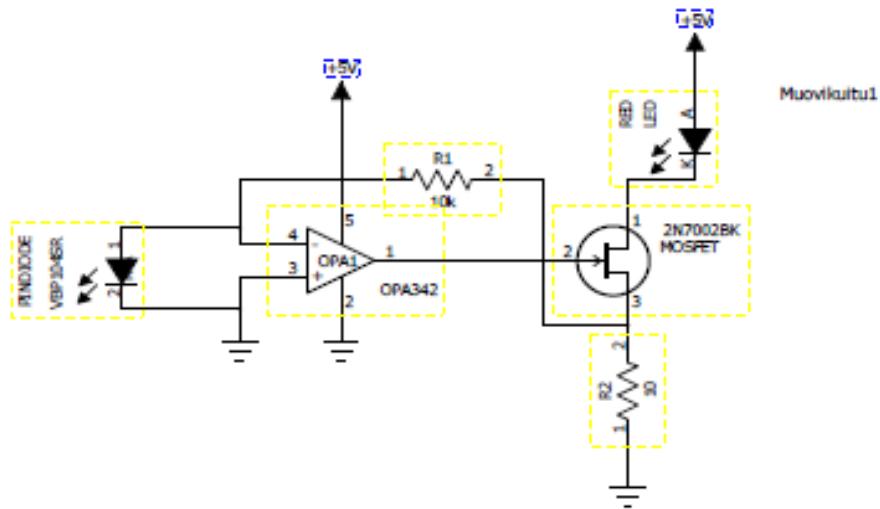 +5V
+5V
Muovikuitu1
RED
LED
A
K
R1
1
2
10k
1
2N7002BK
MOSFET
2
3
PINDIODE
1
2
4
-
3
+
OPA1
5
1
2
OPA342
2
R2
10
1